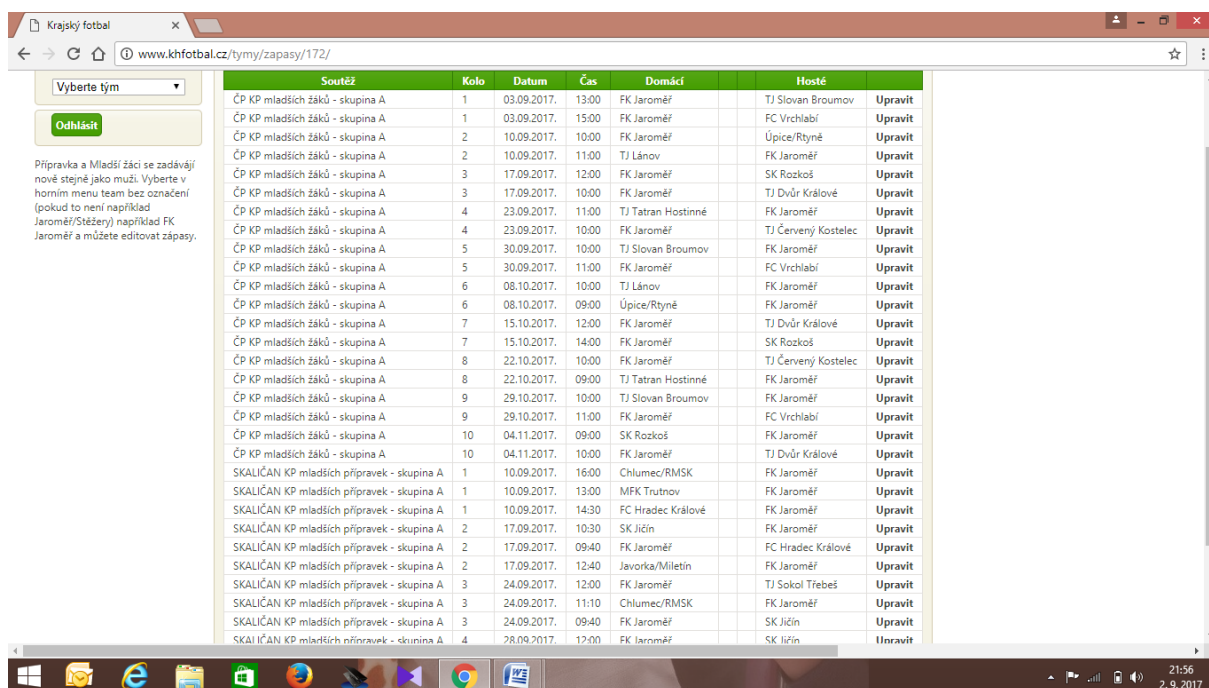 Krajský fotbal
www.khfotbal.cz/tymy/zapasy/172/
Vyberte tým
Odhlásit
Přípravka a Mladší žáci se zadávájí
nově stejně jako muži. Vyberte v
horním menu team bez označení
(pokud to není například
Jaroměř/Stěžery) například FK
Jaroměř a můžete editovat zápasy.
Soutěž Kolo Datum Čas Domácí Hosté
ČP KP mladších žáků - skupina A 1 03.09.2017. 13:00 FK Jaroměř TJ Slovan Broumov Upravit
ČP KP mladších žáků - skupina A 1 03.09.2017. 15:00 FK Jaroměř FC Vrchlabí Upravit
ČP KP mladších žáků - skupina A 2 10.09.2017. 10:00 FK Jaroměř Úpice/Rtyně Upravit
ČP KP mladších žáků - skupina A 2 10.09.2017. 11:00 TJ Lánov FK Jaroměř Upravit
ČP KP mladších žáků - skupina A 3 17.09.2017. 12:00 FK Jaroměř SK Rozkoš Upravit
ČP KP mladších žáků - skupina A 3 17.09.2017. 10:00 FK Jaroměř TJ Dvůr Králové Upravit
ČP KP mladších žáků - skupina A 4 23.09.2017. 11:00 TJ Tatran Hostinné FK Jaroměř Upravit
ČP KP mladších žáků - skupina A 4 23.09.2017. 10:00 FK Jaroměř TJ Červený Kostelec Upravit
ČP KP mladších žáků - skupina A 5 30.09.2017. 10:00 TJ Slovan Broumov FK Jaroměř Upravit
ČP KP mladších žáků - skupina A 5 30.09.2017. 11:00 FK Jaroměř FC Vrchlabí Upravit
ČP KP mladších žáků - skupina A 6 08.10.2017. 10:00 TJ Lánov FK Jaroměř Upravit
ČP KP mladších žáků - skupina A 6 08.10.2017. 09:00 Úpice/Rtyně FK Jaroměř Upravit
ČP KP mladších žáků - skupina A 7 15.10.2017. 12:00 FK Jaroměř TJ Dvůr Králové Upravit
ČP KP mladších žáků - skupina A 7 15.10.2017. 14:00 FK Jaroměř SK Rozkoš Upravit
ČP KP mladších žáků - skupina A 8 22.10.2017. 10:00 FK Jaroměř TJ Červený Kostelec Upravit
ČP KP mladších žáků - skupina A 8 22.10.2017. 09:00 TJ Tatran Hostinné FK Jaroměř Upravit
ČP KP mladších žáků - skupina A 9 29.10.2017. 10:00 TJ Slovan Broumov FK Jaroměř Upravit
ČP KP mladších žáků - skupina A 9 29.10.2017. 11:00 FK Jaroměř FC Vrchlabí Upravit
ČP KP mladších žáků - skupina A 10 04.11.2017. 09:00 SK Rozkoš FK Jaroměř Upravit
ČP KP mladších žáků - skupina A 10 04.11.2017. 10:00 FK Jaroměř TJ Dvůr Králové Upravit
SKALIČAN KP mladších přípravek - skupina A 1 10.09.2017. 16:00 Chlumec/RMSK FK Jaroměř Upravit
SKALIČAN KP mladších přípravek - skupina A 1 10.09.2017. 13:00 MFK Trutnov FK Jaroměř Upravit
SKALIČAN KP mladších přípravek - skupina A 1 10.09.2017. 14:30 FC Hradec Králové FK Jaroměř Upravit
SKALIČAN KP mladších přípravek - skupina A 2 17.09.2017. 10:30 SK Jičín FK Jaroměř Upravit
SKALIČAN KP mladších přípravek - skupina A 2 17.09.2017. 09:40 FK Jaroměř FC Hradec Králové Upravit
SKALIČAN KP mladších přípravek - skupina A 2 17.09.2017. 12:40 Javorka/Miletín FK Jaroměř Upravit
SKALIČAN KP mladších přípravek - skupina A 3 24.09.2017. 12:00 FK Jaroměř TJ Sokol Třebeš Upravit
SKALIČAN KP mladších přípravek - skupina A 3 24.09.2017. 11:10 Chlumec/RMSK FK Jaroměř Upravit
SKALIČAN KP mladších přípravek - skupina A 3 24.09.2017. 09:40 FK Jaroměř SK Jičín Upravit
SKALIČAN KP mladších přípravek - skupina A 4 28.09.2017. 12:00 FK Jaroměř SK Jičín Upravit
21:56
2. 9. 2017